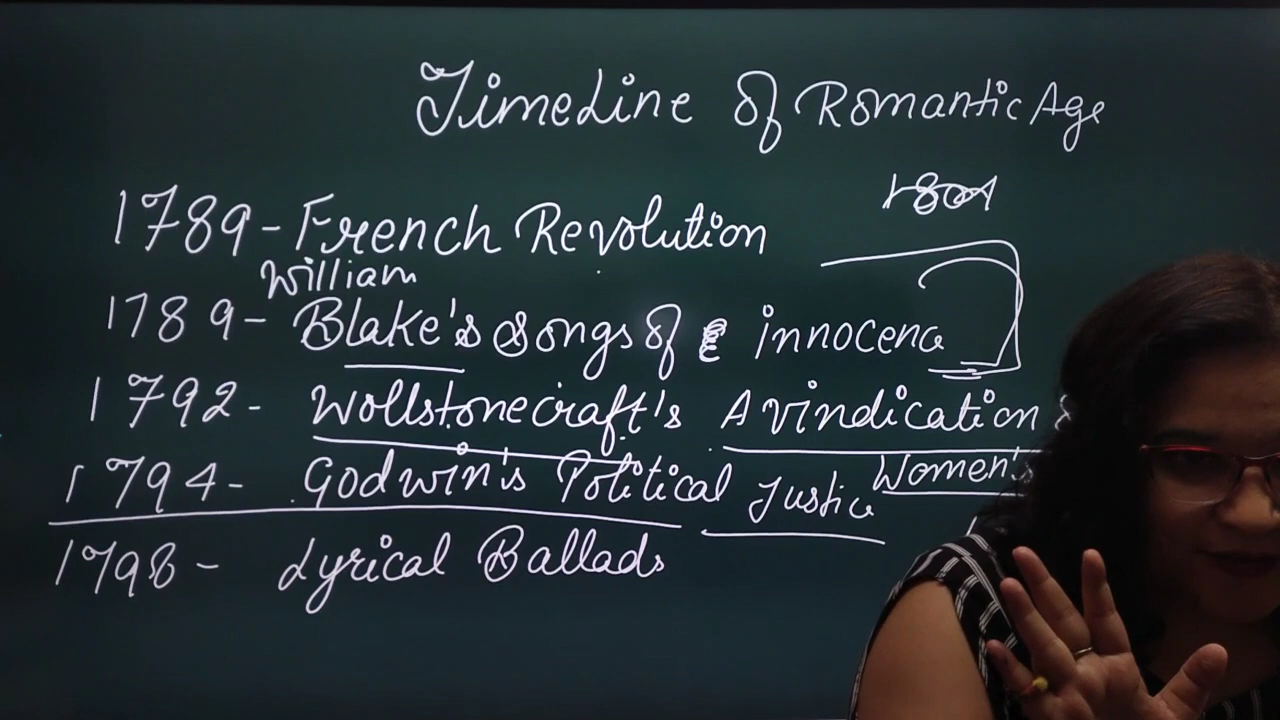 TimeLine of Romantic Age
1789 - French Revolution
William
1789 - Blake's Songs of innocence
1792 - Wollstonecraft's A vindication
Women's
1794 - Godwin's Political Justice
1798 - Lyrical Ballads